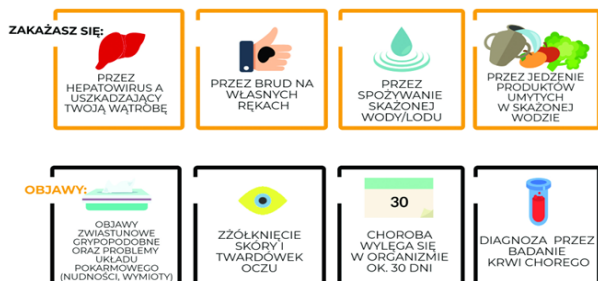 ZAKAŻASZ SIĘ:
PRZEZ
HEPATOWIRUS A
USZKADZAJĄCY
TWOJĄ WĄTROBĘ
PRZEZ BRUD NA
WŁASNYCH
RĘKACH
PRZEZ
SPOŻYWANIE
SKAŻONEJ
WODY/LODU
PRZEZ JEDZENIE
PRODUKTÓW
UMYTYCH
W SKAŻONEJ
WODZIE
OBJAWY:
OBJAWY
ZWIASTUNOWE
GRYPOPODOBNE
ORAZ PROBLEMY
UKŁADU
POKARMOWEGO
(NUDNOŚCI, WYMIOTY)
ZŻÓŁKNIĘCIE
SKÓRY I
TWARDÓWEK
OCZU
30
CHOROBA
WYLĘGA SIĘ
W ORGANIZMIE
OK. 30 DNI
DIAGNOZA PRZEZ
BADANIE
KRWI CHOREGO